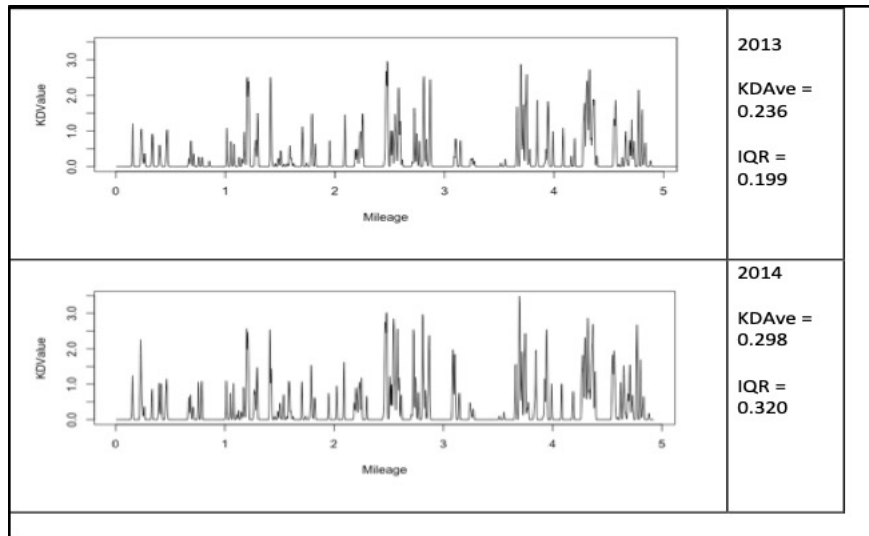 KDValue
3.0
2.0
1.0
0.0
0 1 2 3 4 5
Mileage
2013
KDAve =
0.236
IQR =
0.199
KDValue
3.0
2.0
1.0
0.0
0 1 2 3 4 5
Mileage
2014
KDAve =
0.298
IQR =
0.320